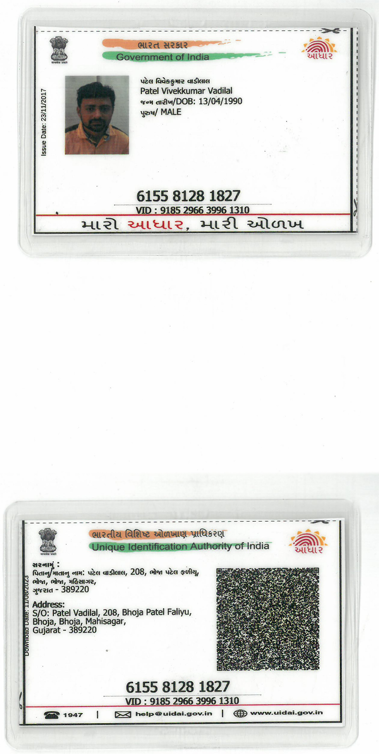 ભારત સરકાર
Government of India
આધાર
Issue Date: 23/11/2017
પટેલ વિવેકકુમાર વાડીલાલ
Patel Vivekkumar Vadilal
જન્મ તારીખ/DOB: 13/04/1990
પુરુષ/ MALE
6155 8128 1827
VID : 9185 2966 3996 1310
મારો આધાર, મારી ઓળખ
ભારતીય વિશિષ્ટ ઓળખાણ પ્રાધિકરણ
Unique Identification Authority of India
આધાર
સરનામું :
પિતાનું/માતાનું નામ: પટેલ વાડીલાલ, 208, ભોજા પટેલ ફળીયુ,
ભોજા, ભોજા, મહિસાગર,
ગુજરાત - 389220
Address:
S/O: Patel Vadilal, 208, Bhoja Patel Faliyu,
Bhoja, Bhoja, Mahisagar,
Gujarat - 389220
6155 8128 1827
VID : 9185 2966 3996 1310
1947 | help@uidai.gov.in | www.uidai.gov.in